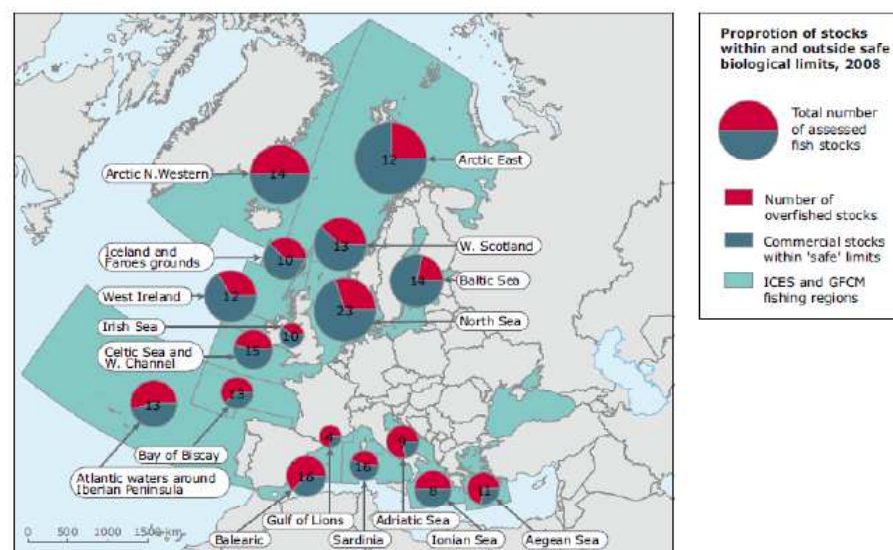 Proprotion of stocks
within and outside safe
biological limits, 2008
Total number
of assessed
fish stocks
Number of
overfished stocks
Commercial stocks
within 'safe' limits
ICES and GFCM
fishing regions
12
Arctic East
14
Arctic N.Western
13
W. Scotland
Iceland and
Faroes grounds
10
14
Baltic Sea
12
West Ireland
23
North Sea
Irish Sea
10
Celtic Sea and
W. Channel
15
13
13
Bay of Biscay
Atlantic waters around
Iberian Peninsula
4
9
16
16
8
11
Gulf of Lions
Adriatic Sea
Balearic
Sardinia
Ionian Sea
Aegean Sea
0 500 1000 1500 km